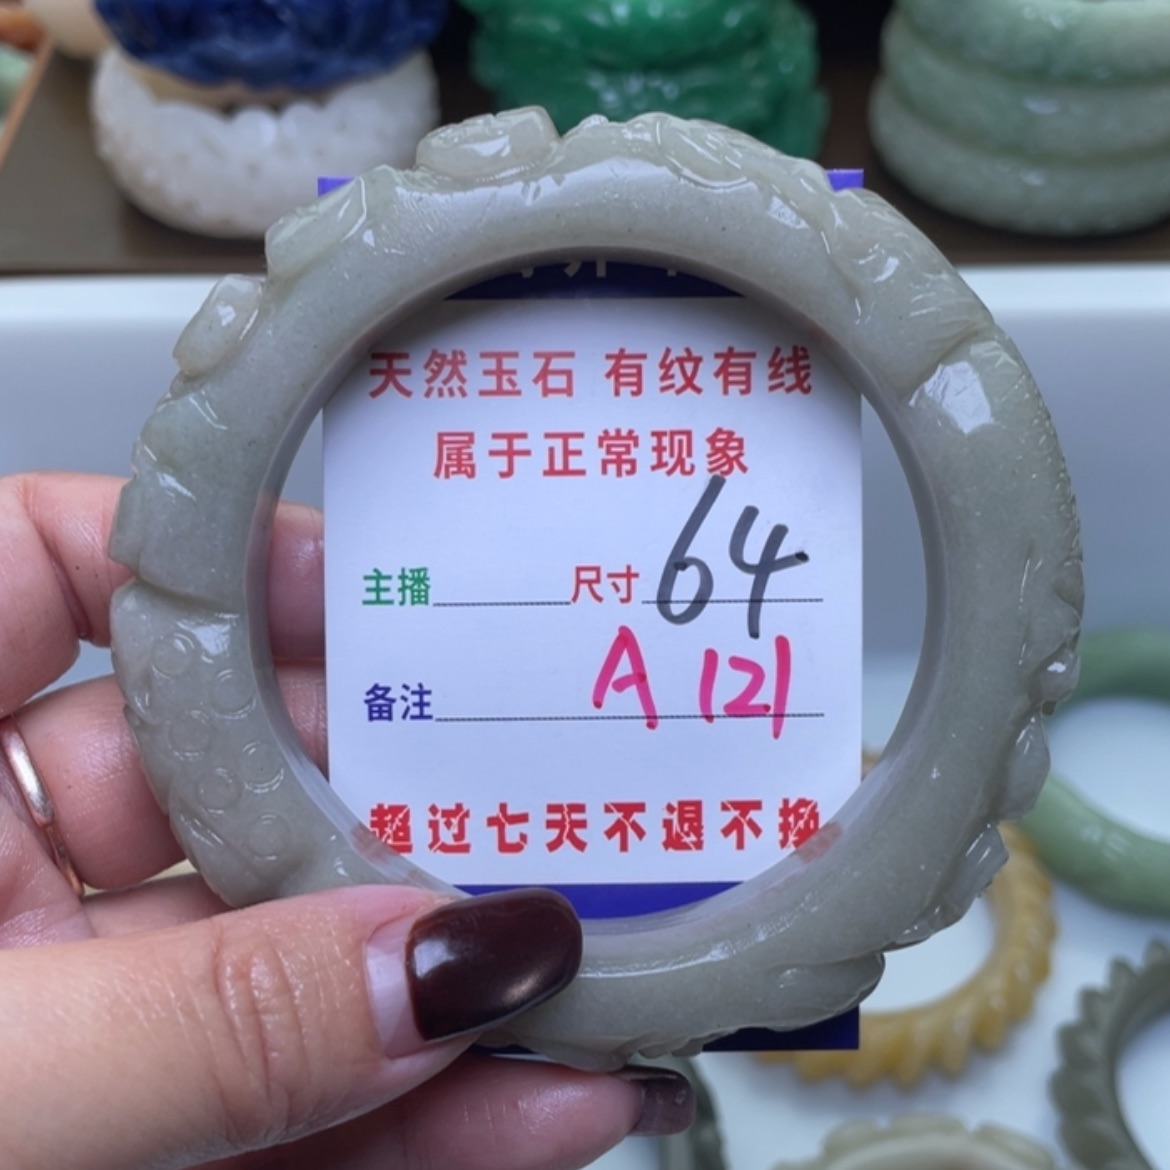 天然玉石 有纹有线
属于正常现象
主播 尺寸 64
备注 A 121
超过七天不退不换